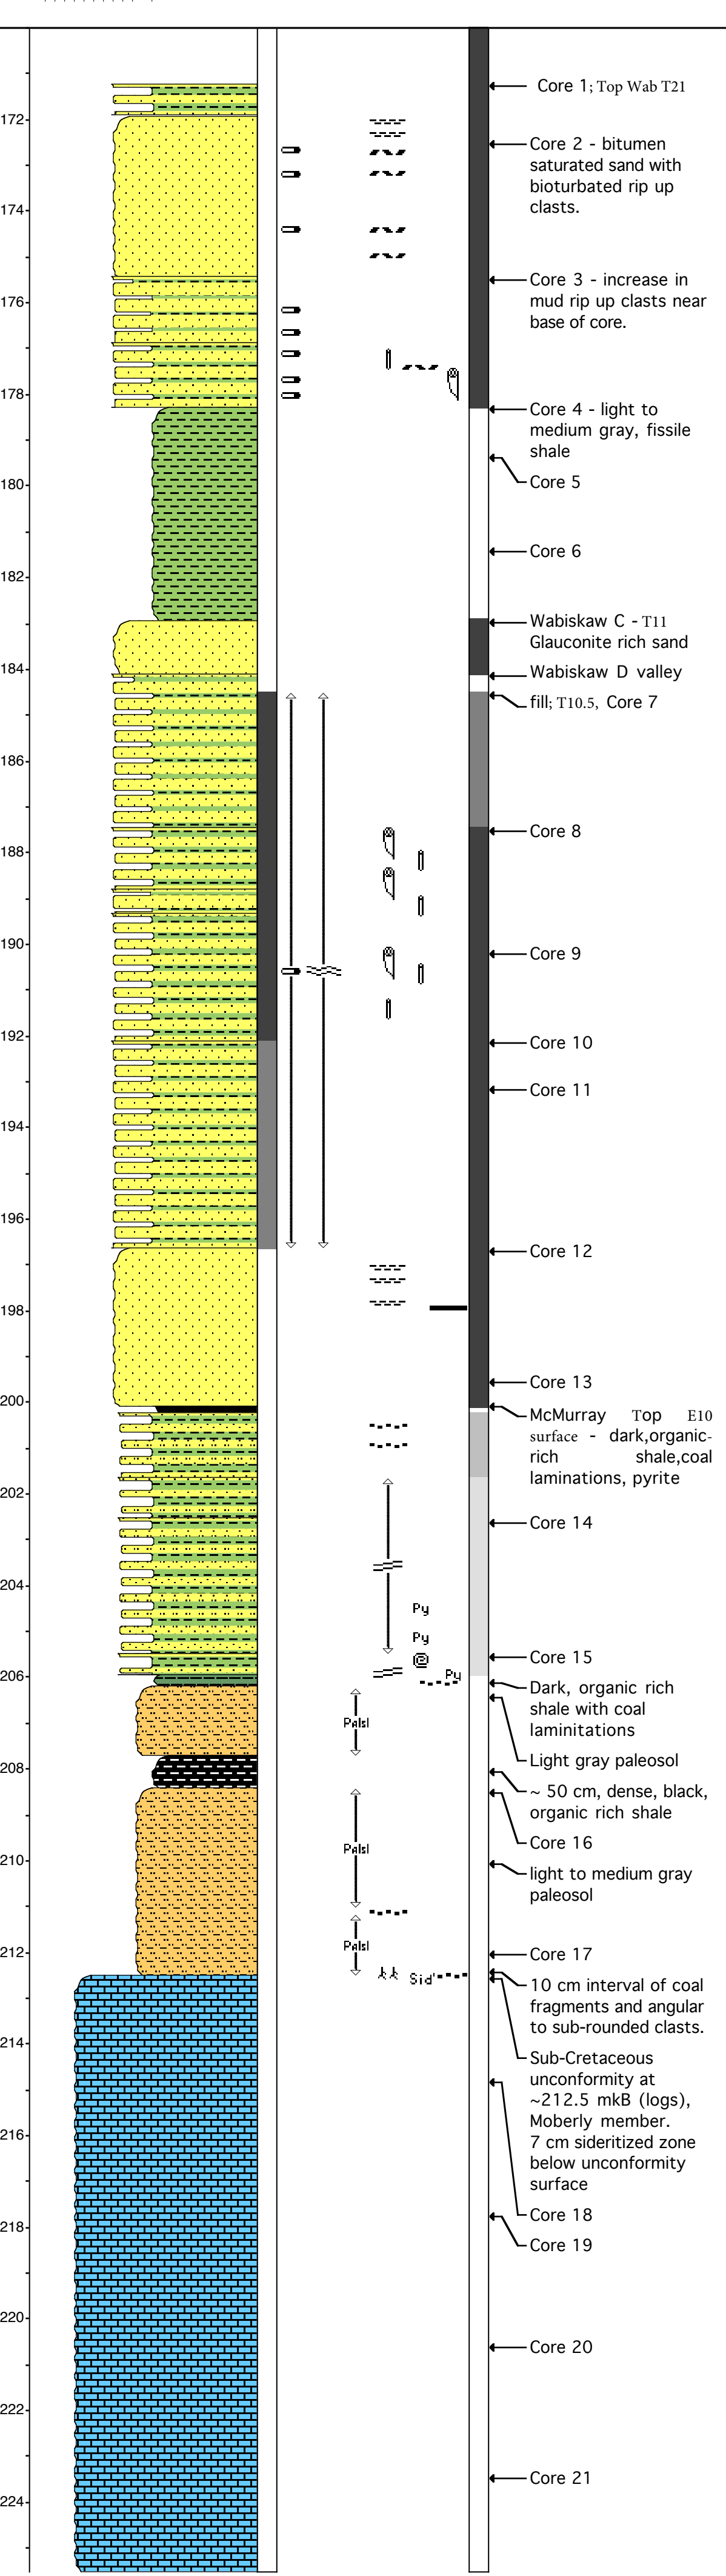 Core 1; Top Wab T21
172
Core 2 - bitumen
saturated sand with
bioturbated rip up
clasts.
174
Core 3 - increase in
mud rip up clasts near
base of core.
176
178
Core 4 - light to
medium gray, fissile
shale
180
Core 5
Core 6
182
Wabiskaw C - T11
Glauconite rich sand
184
Wabiskaw D valley
fill; T10.5, Core 7
186
Core 8
188
190
Core 9
192
Core 10
Core 11
194
196
Core 12
198
Core 13
200
McMurray Top E10
surface - dark,organic-
rich shale,coal
laminations, pyrite
202
Core 14
204
Py
Py
Core 15
206
Py
Dark, organic rich
shale with coal
laminitations
Palsl
Light gray paleosol
208
~ 50 cm, dense, black,
organic rich shale
Core 16
Palsl
210
light to medium gray
paleosol
Palsl
212
Core 17
Sid
10 cm interval of coal
fragments and angular
to sub-rounded clasts.
214
Sub-Cretaceous
unconformity at
~212.5 mkB (logs),
Moberly member.
7 cm sideritized zone
below unconformity
surface
216
Core 18
218
Core 19
220
Core 20
222
Core 21
224